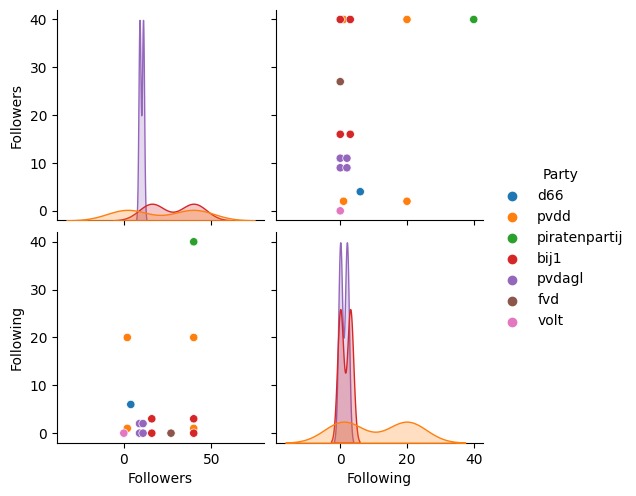 40
30
20
10
0
Followers
Party
d66
pvdd
piratenpartij
bij1
pvdagl
fvd
volt
40
30
20
10
0
Following
0 50
0 20 40
Followers
Following